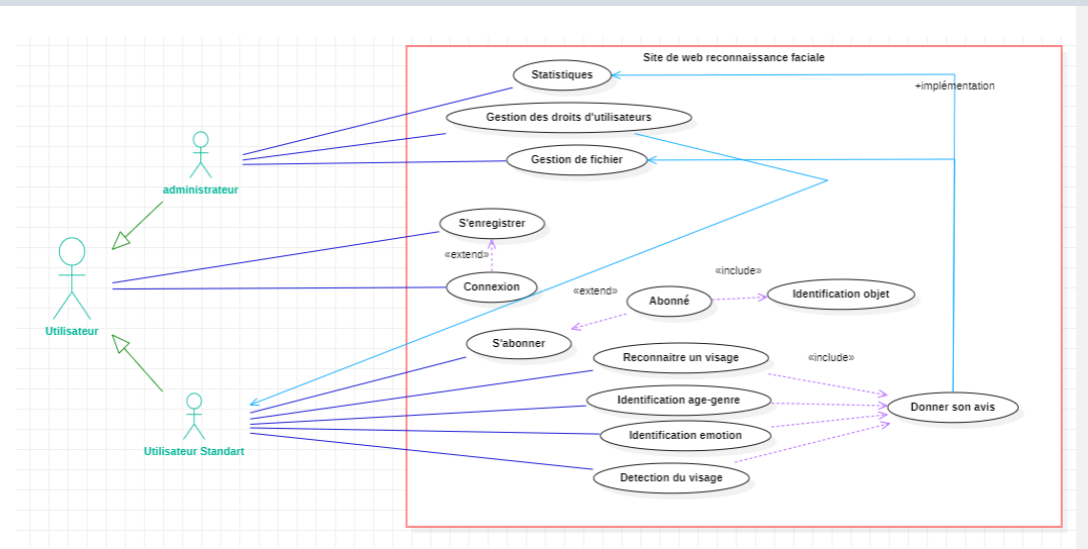 Site de web reconnaissance faciale
Statistiques
+implémentation
Gestion des droits d'utilisateurs
Gestion de fichier
administrateur
S'enregistrer
«extend»
Connexion
«include»
«extend»
Abonné
Identification objet
Utilisateur
S'abonner
Reconnaitre un visage
«include»
Identification age-genre
Donner son avis
Identification emotion
Utilisateur Standart
Detection du visage